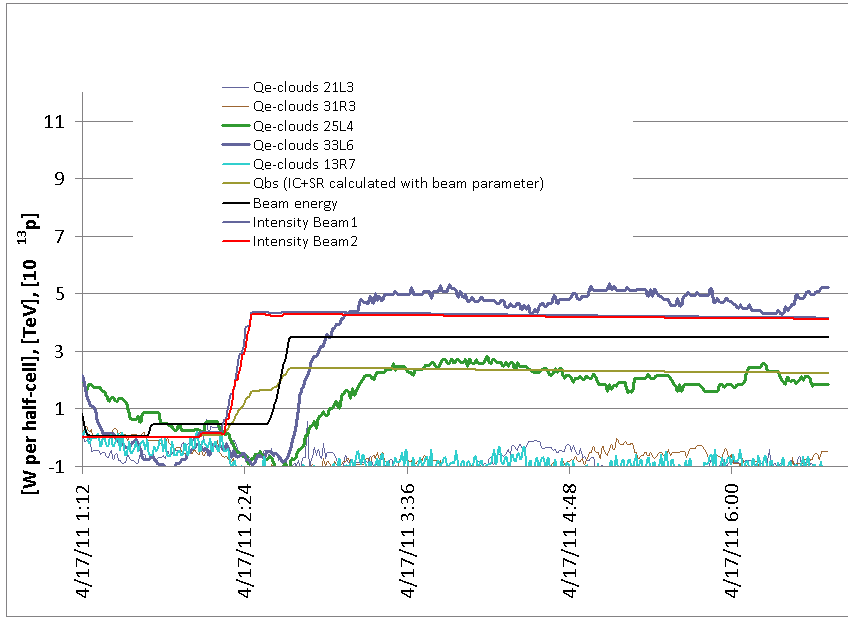 Qe-clouds 21L3
Qe-clouds 31R3
Qe-clouds 25L4
Qe-clouds 33L6
Qe-clouds 13R7
Qbs (IC+SR calculated with beam parameter)
Beam energy
Intensity Beam1
Intensity Beam2
11
9
7
5
3
1
-1
[W per half-cell], [TeV], [10 13p]
4/17/11 1:12
4/17/11 2:24
4/17/11 3:36
4/17/11 4:48
4/17/11 6:00